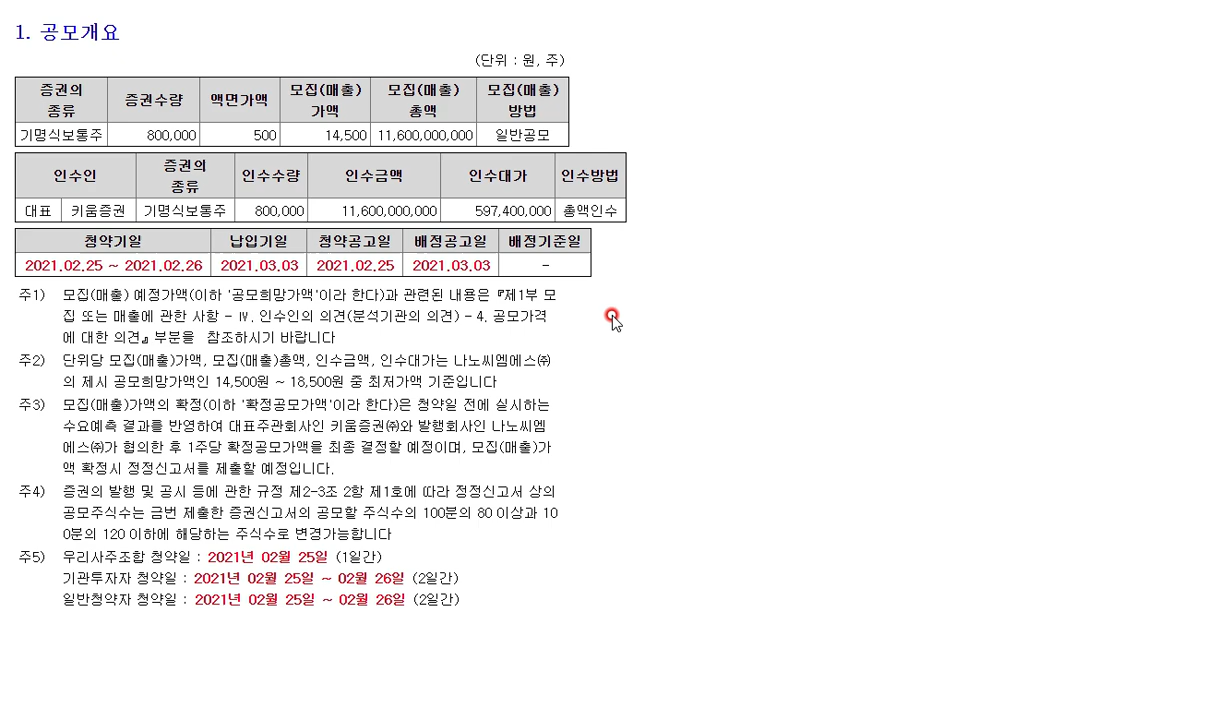 1. 공모개요
(단위 : 원, 주)
증권의 종류 증권수량 액면가액 모집(매출) 가액 모집(매출) 총액 모집(매출) 방법
기명식보통주 800,000 500 14,500 11,600,000,000 일반공모
인수인 증권의 종류 인수수량 인수금액 인수대가 인수방법
대표 키움증권 기명식보통주 800,000 11,600,000,000 597,400,000 총액인수
청약기일 납입기일 청약공고일 배정공고일 배정기준일
2021.02.25 ~ 2021.02.26 2021.03.03 2021.02.25 2021.03.03 -
주1) 모집(매출) 예정가액(이하 '공모희망가액'이라 한다)과 관련된 내용은 『제1부 모
집 또는 매출에 관한 사항 - Ⅳ. 인수인의 의견(분석기관의 의견) - 4. 공모가격
에 대한 의견』 부분을 참조하시기 바랍니다
주2) 단위당 모집(매출)가액, 모집(매출)총액, 인수금액, 인수대가는 나노씨엠에스㈜
의 제시 공모희망가액인 14,500원 ~ 18,500원 중 최저가액 기준입니다
주3) 모집(매출)가액의 확정(이하 '확정공모가액'이라 한다)은 청약일 전에 실시하는
수요예측 결과를 반영하여 대표주관회사인 키움증권㈜와 발행회사인 나노씨엠
에스㈜가 협의한 후 1주당 확정공모가액을 최종 결정할 예정이며, 모집(매출)가
액 확정시 정정신고서를 제출할 예정입니다.
주4) 증권의 발행 및 공시 등에 관한 규정 제2-3조 2항 제1호에 따라 정정신고서 상의
공모주식수는 금번 제출한 증권신고서의 공모할 주식수의 100분의 80 이상과 10
0분의 120 이하에 해당하는 주식수로 변경가능합니다
주5) 우리사주조합 청약일 : 2021년 02월 25일 (1일간)
기관투자자 청약일 : 2021년 02월 25일 ~ 02월 26일 (2일간)
일반청약자 청약일 : 2021년 02월 25일 ~ 02월 26일 (2일간)